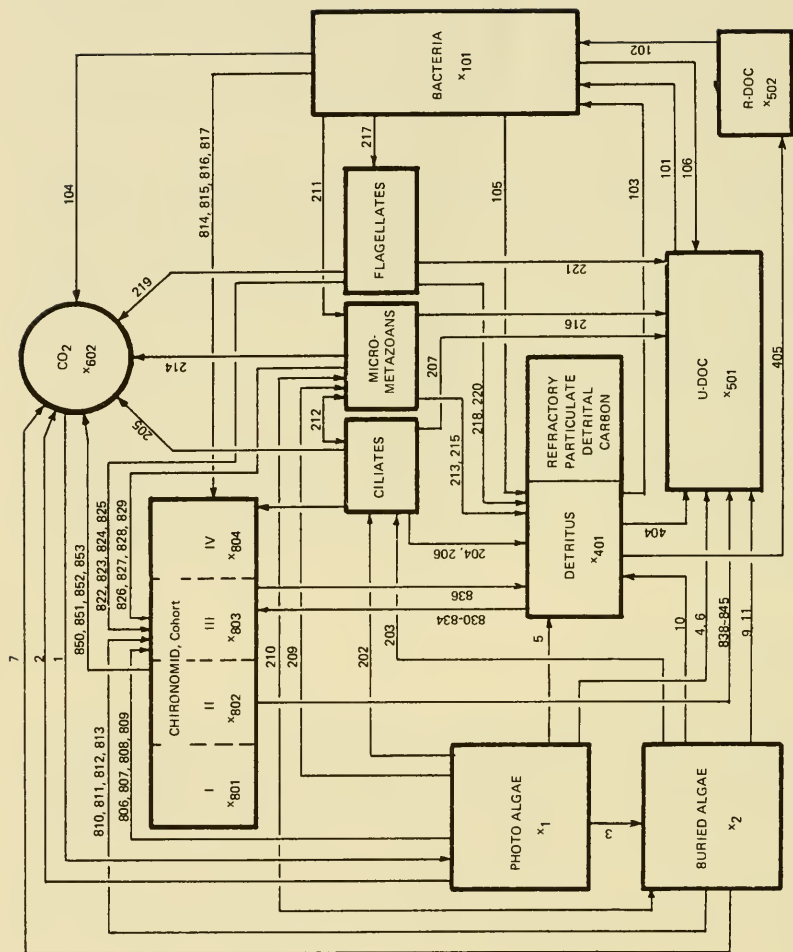 7
2
1
850, 851, 852, 853
810, 811, 812, 813
806, 807, 808, 809
822, 823, 824, 825
826, 827, 828, 829
CO2
x602
104
219
214
205
CHIRONOMID, Cohort
I
x801
II
x802
III
x803
IV
x804
814, 815, 816, 817
BACTERIA
x101
211
217
FLAGELLATES
MICRO-
METAZOANS
CILIATES
212
210
209
202
203
204, 206
213, 215
218, 220
207
216
221
105
103
101
106
102
R-DOC
x502
836
830-834
DETRITUS
x401
REFRACTORY
PARTICULATE
DETRITAL
CARBON
404
405
U-DOC
x501
5
10
4, 6
838-845
9, 11
PHOTO ALGAE
x1
3
BURIED ALGAE
x2